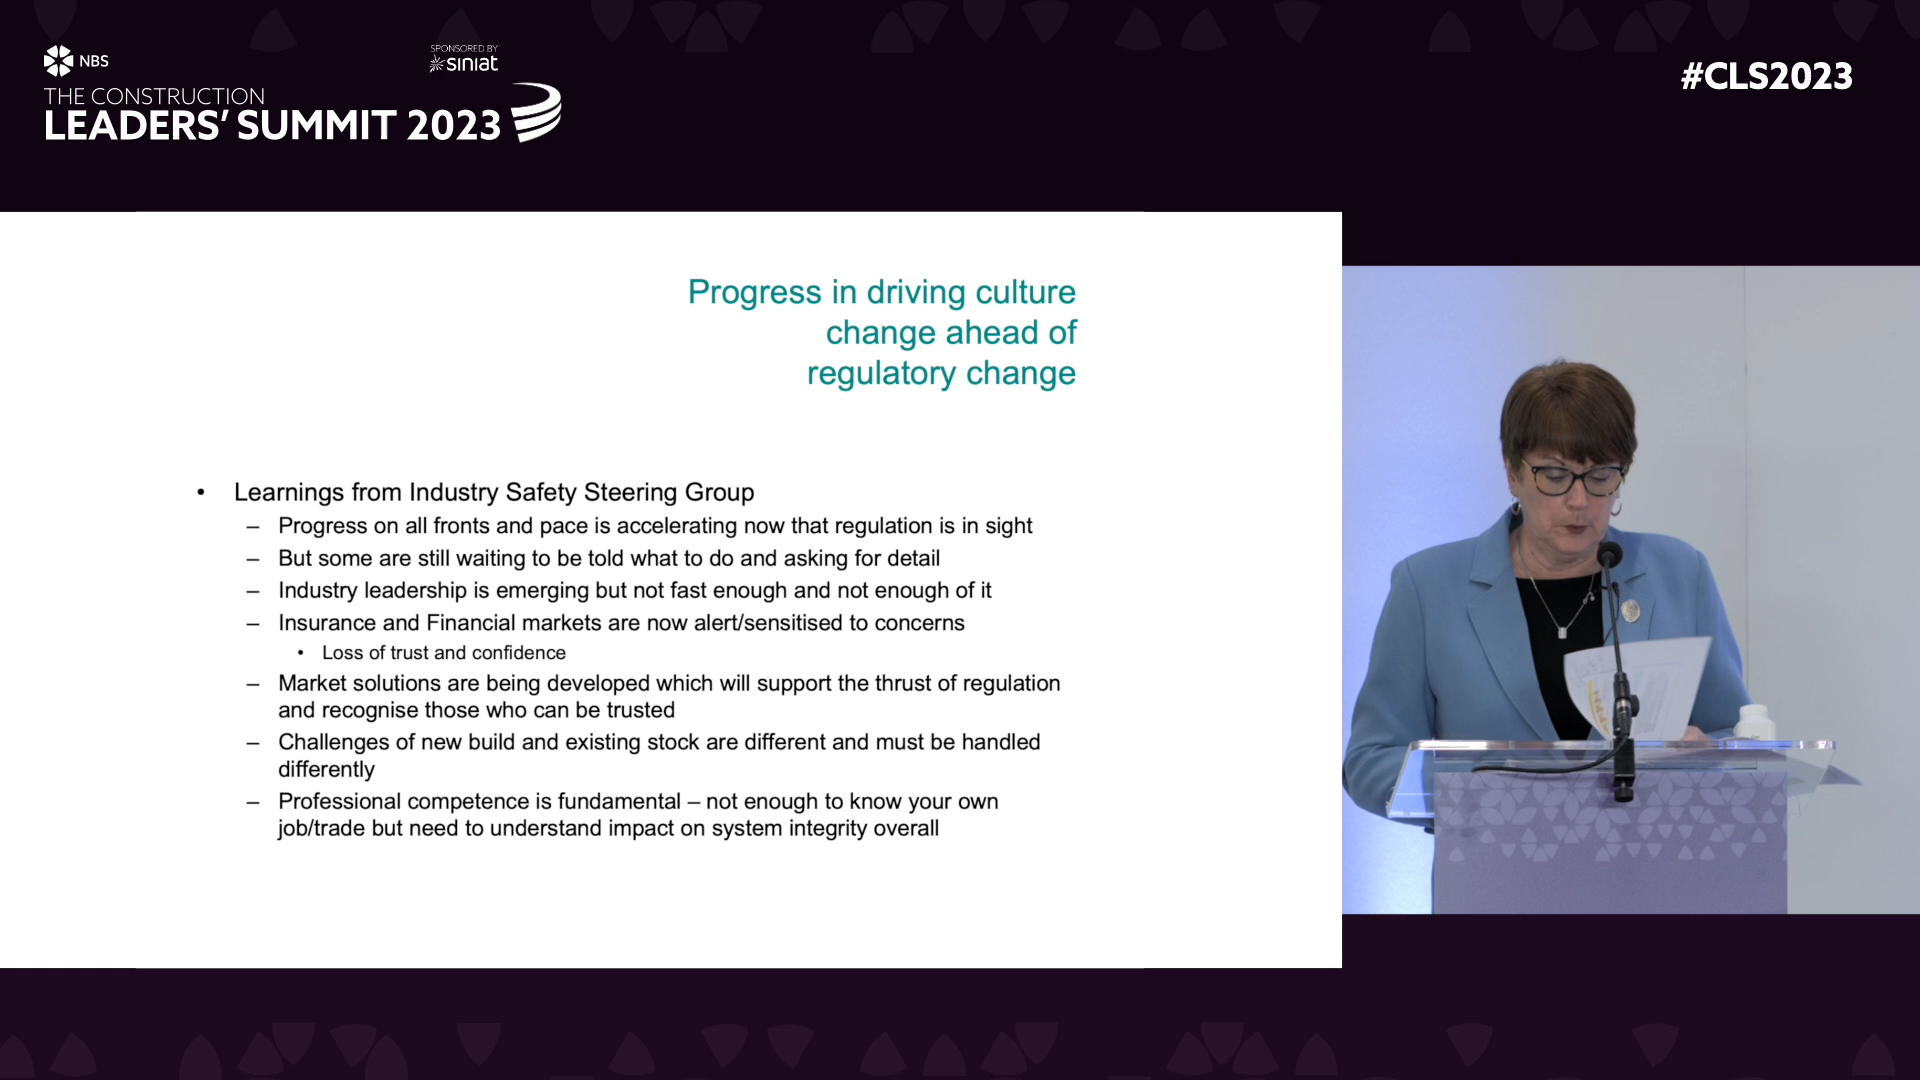 NBS
SPONSORED BY
siniat
THE CONSTRUCTION
LEADERS' SUMMIT 2023
#CLS2023
Progress in driving culture
change ahead of
regulatory change
• Learnings from Industry Safety Steering Group
– Progress on all fronts and pace is accelerating now that regulation is in sight
– But some are still waiting to be told what to do and asking for detail
– Industry leadership is emerging but not fast enough and not enough of it
– Insurance and Financial markets are now alert/sensitised to concerns
• Loss of trust and confidence
– Market solutions are being developed which will support the thrust of regulation
and recognise those who can be trusted
– Challenges of new build and existing stock are different and must be handled
differently
– Professional competence is fundamental – not enough to know your own
job/trade but need to understand impact on system integrity overall